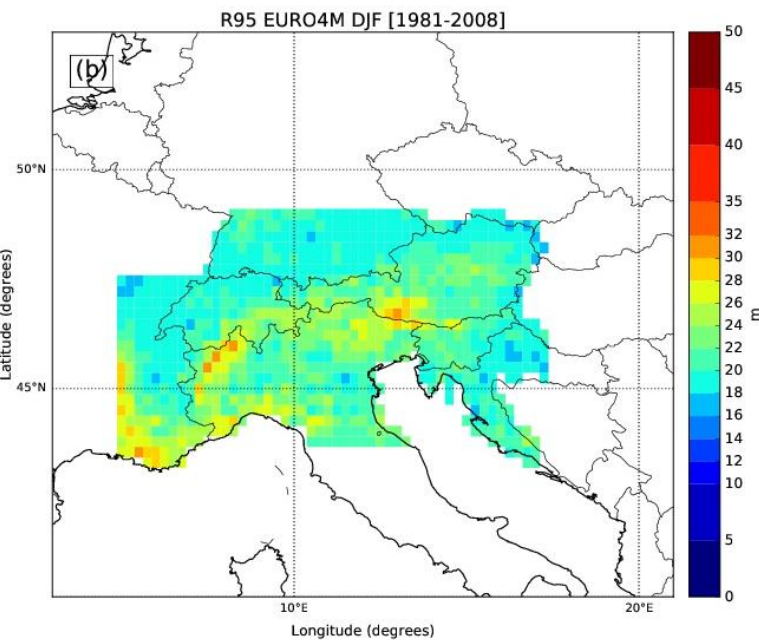 R95 EURO4M DJF [1981-2008]
(b)
50°N
45°N
10°E
20°E
Latitude (degrees)
Longitude (degrees)
50
45
40
35
32
30
28
26
24
22
20
18
16
14
12
10
5
0
m